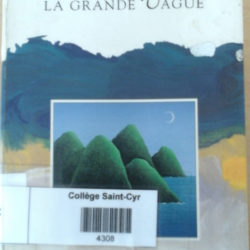 LA GRANDE VAGUE
Collège Saint-Cyr
4308